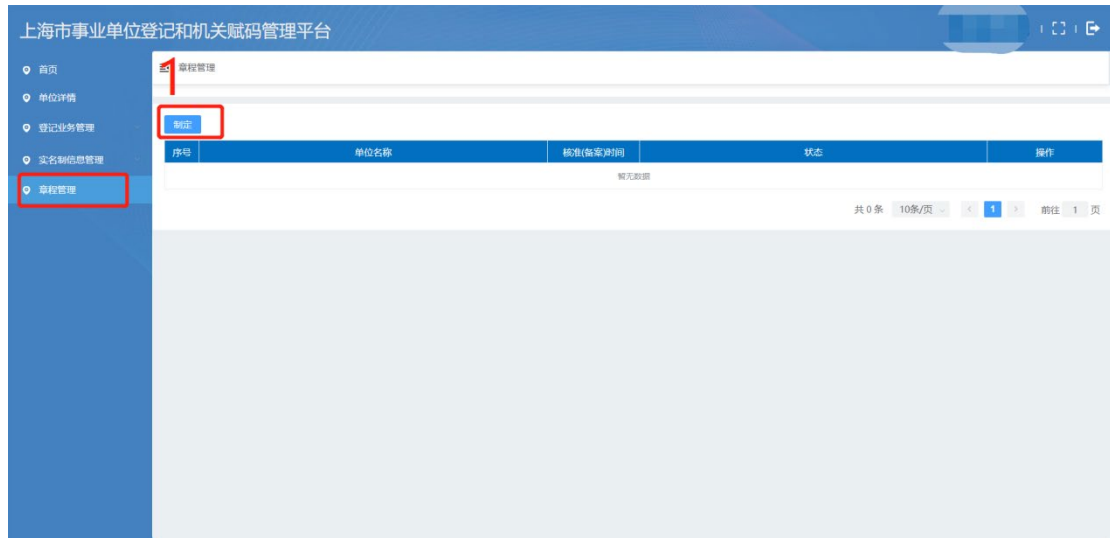 上海市事业单位登记和机关赋码管理平台
首页
单位详情
登记业务管理
实名制信息管理
章程管理
章程管理
1
制定
序号 单位名称 核准(备案)时间 状态 操作
暂无数据
共 0 条 10条/页 1 前往 1 页